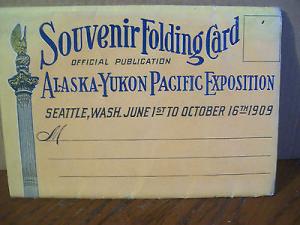 Souvenir Folding Card
OFFICIAL PUBLICATION
ALASKA-YUKON PACIFIC EXPOSITION
SEATTLE, WASH. JUNE 1ST TO OCTOBER 16TH 1909
M